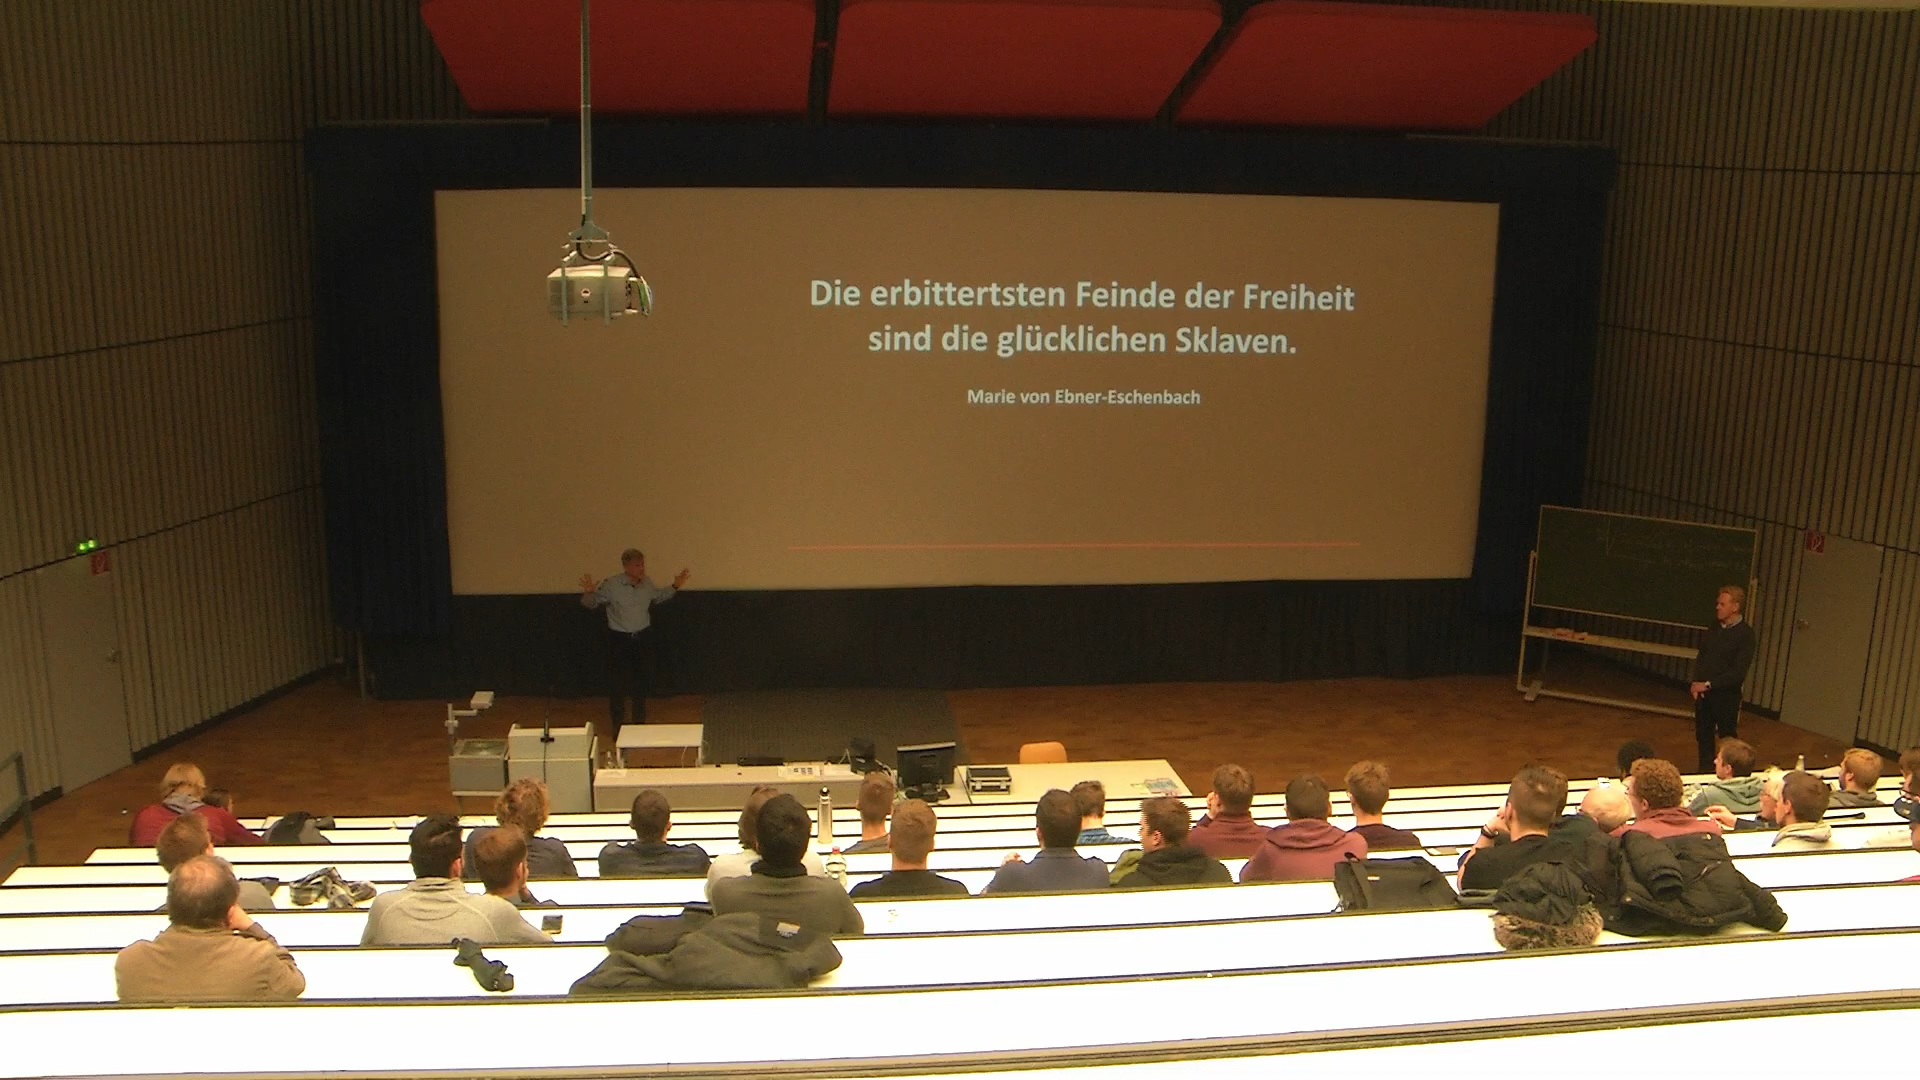 Die erbittertsten Feinde der Freiheit
sind die glücklichen Sklaven.
Marie von Ebner-Eschenbach